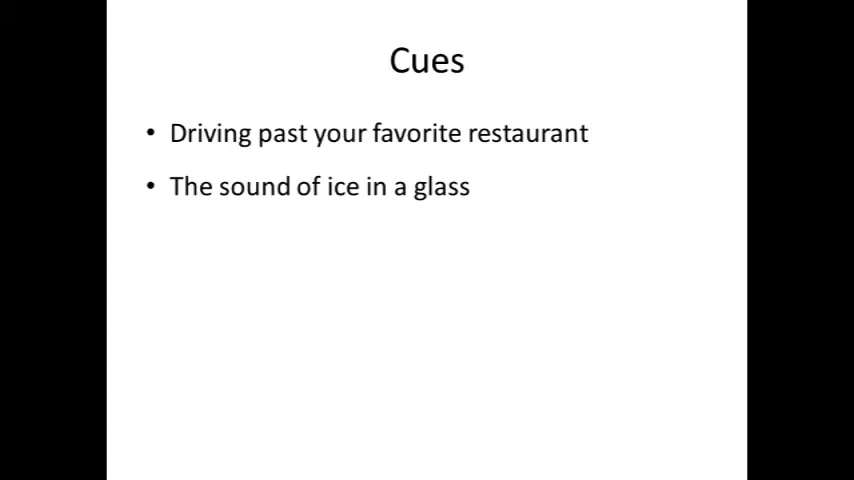 Cues
• Driving past your favorite restaurant
• The sound of ice in a glass